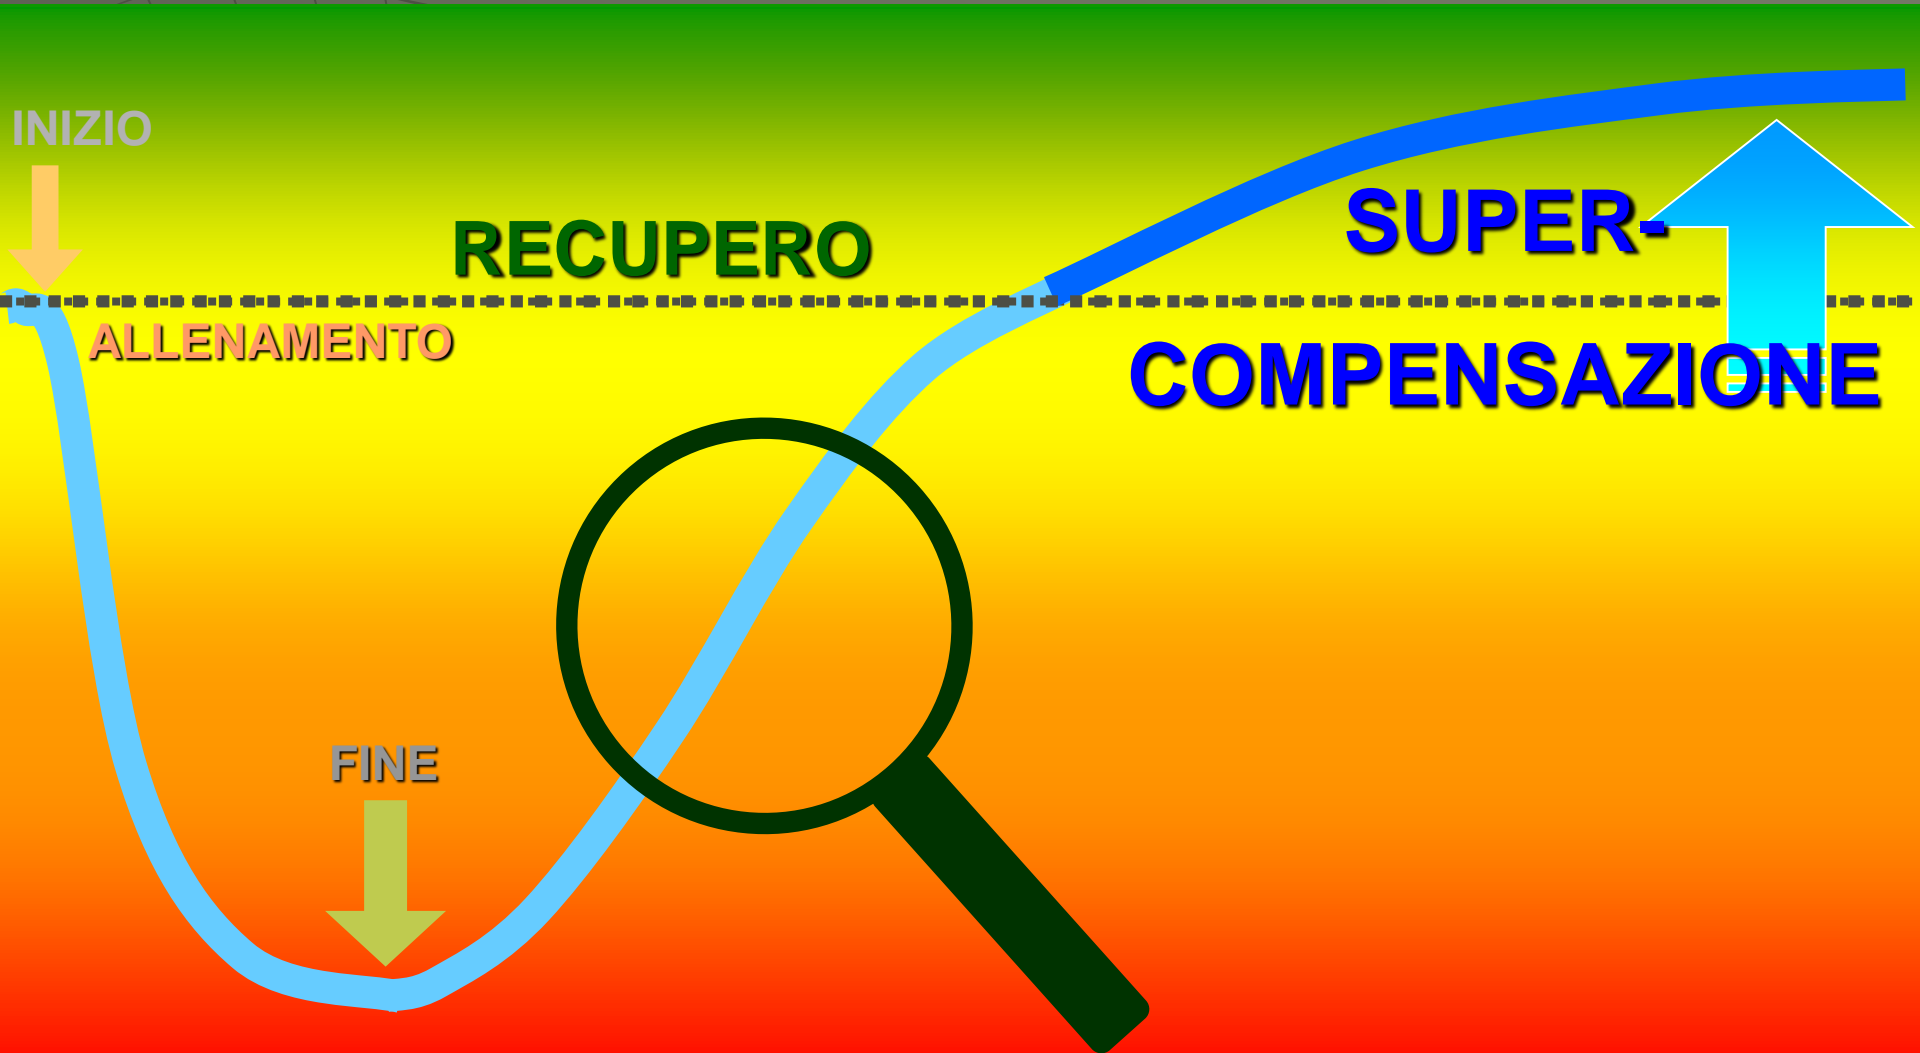 INIZIO
RECUPERO
SUPER-
ALLENAMENTO
COMPENSAZIONE
FINE